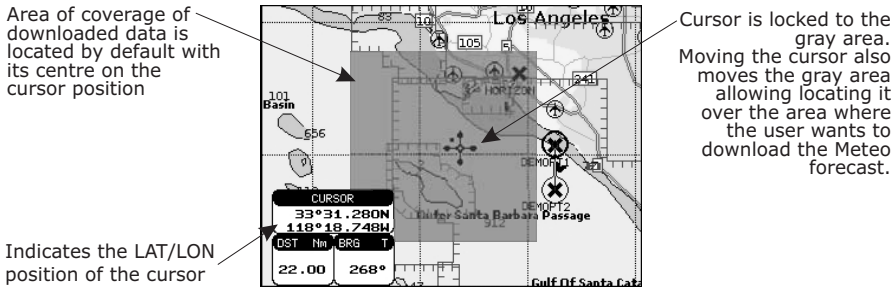 Area of coverage of
downloaded data is
located by default with
its centre on the
cursor position
Indicates the LAT/LON
position of the cursor
83
10
Los Angeles
105
5
241
HORIZON
101
Basin
656
DEMOPT1
DEMOPT2
Outer Santa Barbara Passage
912
Gulf Of Santa Cata
CURSOR
33°31.280N
118°18.748W
DST Nm
BRG T
22.00
268°
Cursor is locked to the
gray area.
Moving the cursor also
moves the gray area
allowing locating it
over the area where
the user wants to
download the Meteo
forecast.